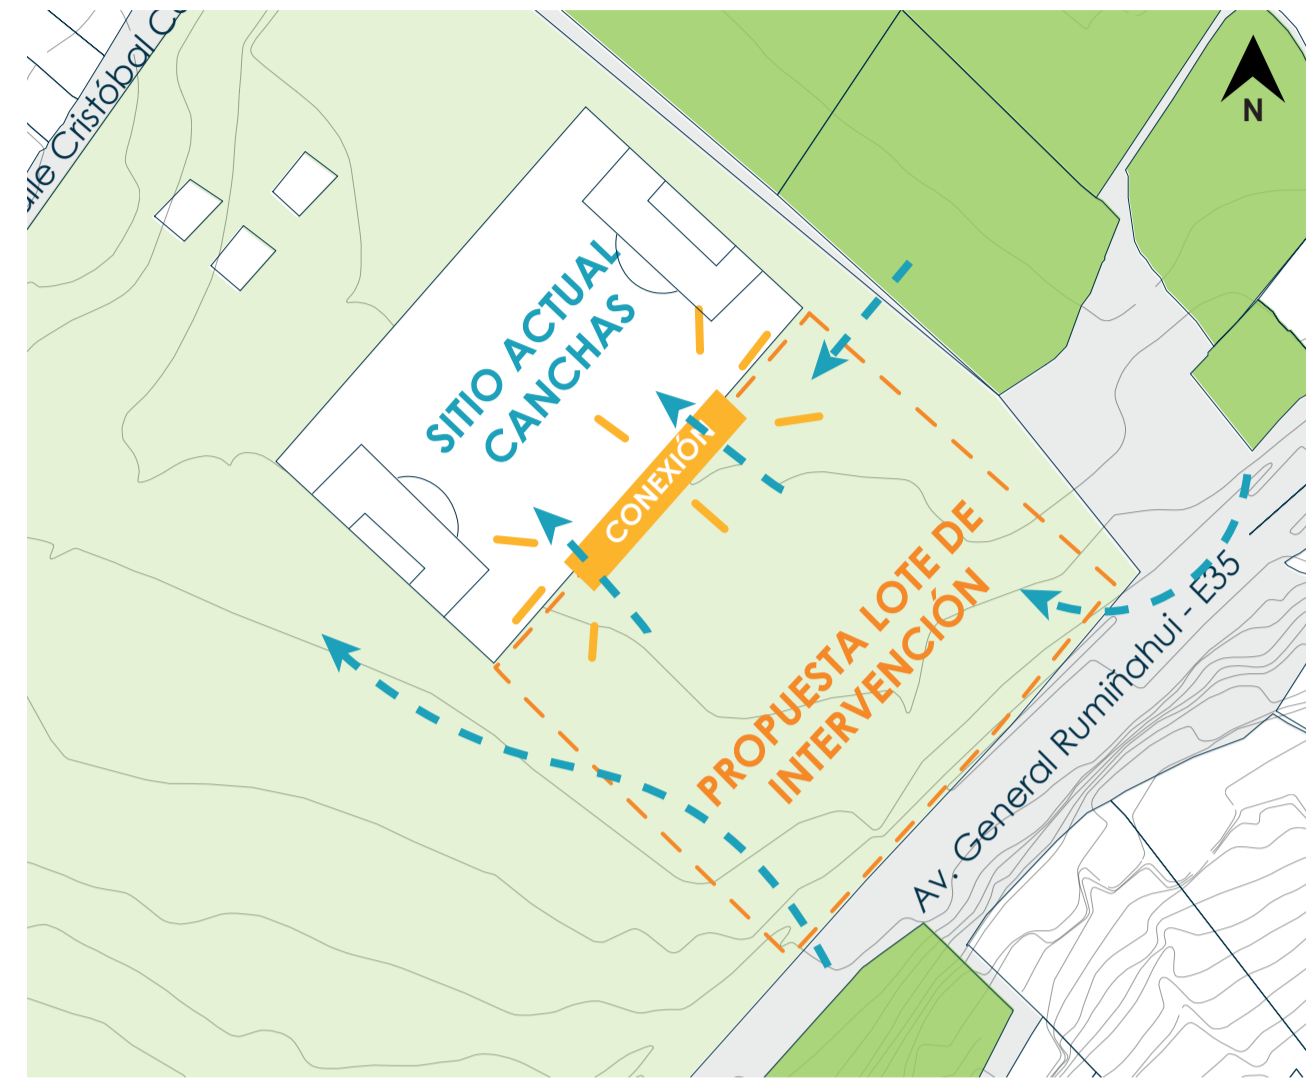 Calle Cristóbal
N
SITIO ACTUAL
CANCHAS
CONEXIÓN
PROPUESTA LOTE DE
INTERVENCIÓN
Av. General Rumiñahui - E35